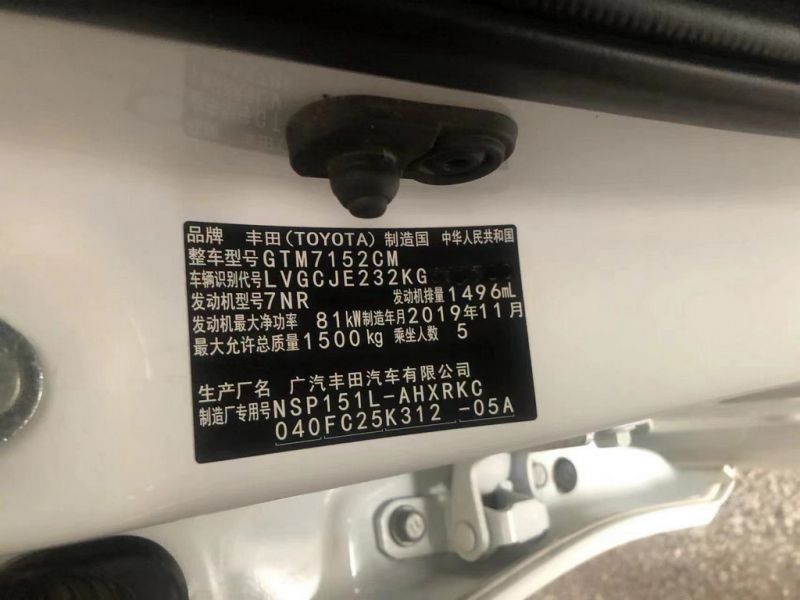 品牌 丰田(TOYOTA) 制造国 中华人民共和国
整车型号GTM7152CM
车辆识别代号LVGCJE232KG
发动机型号7NR 发动机排量1496mL
发动机最大净功率 81kW制造年月2019年11月
最大允许总质量1500kg 乘坐人数 5
生产厂名 广汽丰田汽车有限公司
制造厂专用号NSP151L-AHXRKC
040FC25K312 -05A